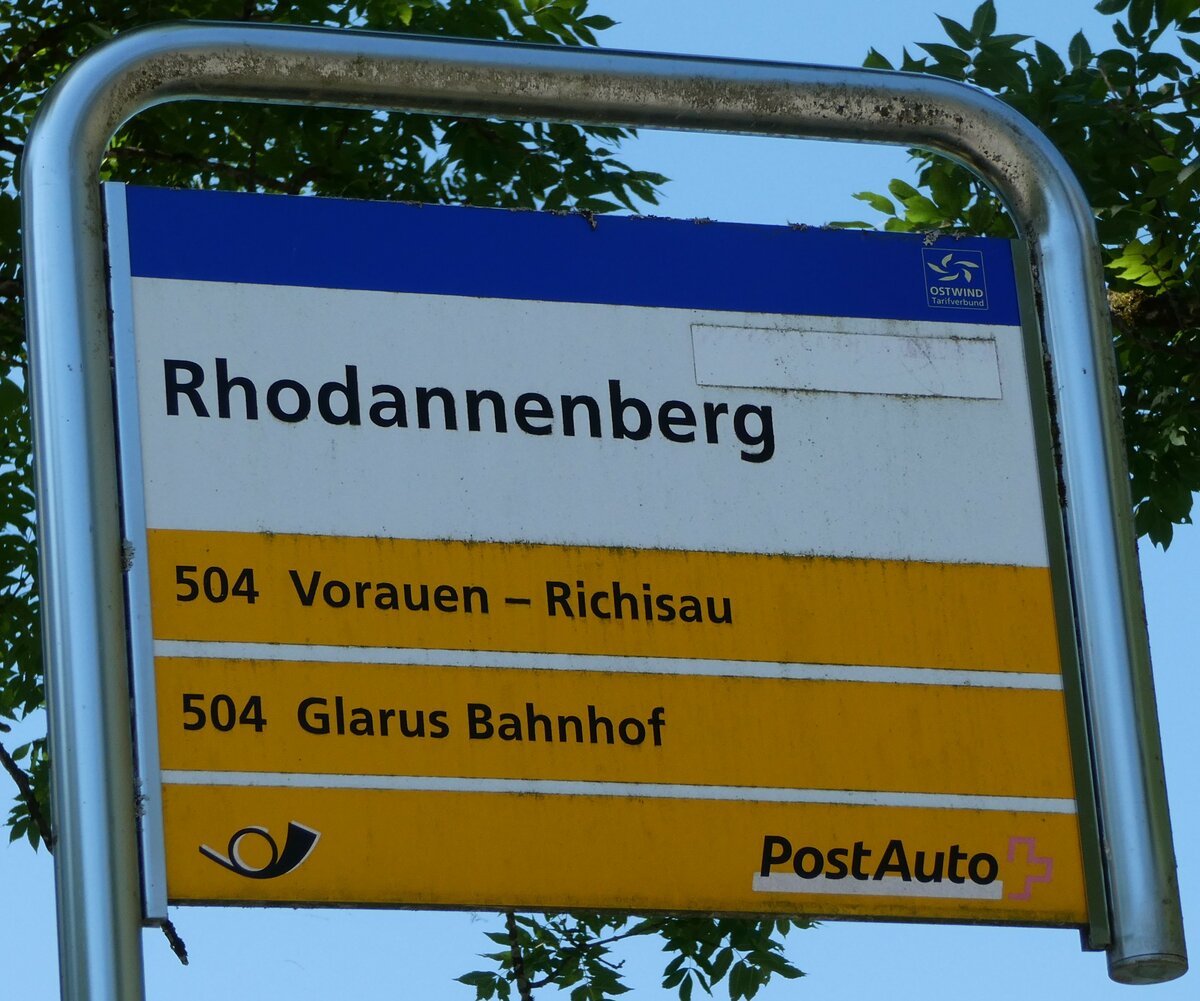 OSTWIND
Tarifverbund
Rhodannenberg
504 Vorauen – Richisau
504 Glarus Bahnhof
PostAuto